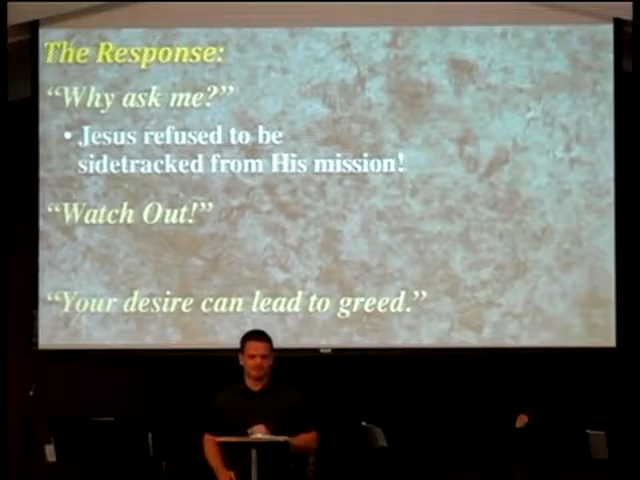 The Response:
“Why ask me?”
• Jesus refused to be
sidetracked from His mission!
“Watch Out!”
“Your desire can lead to greed.”